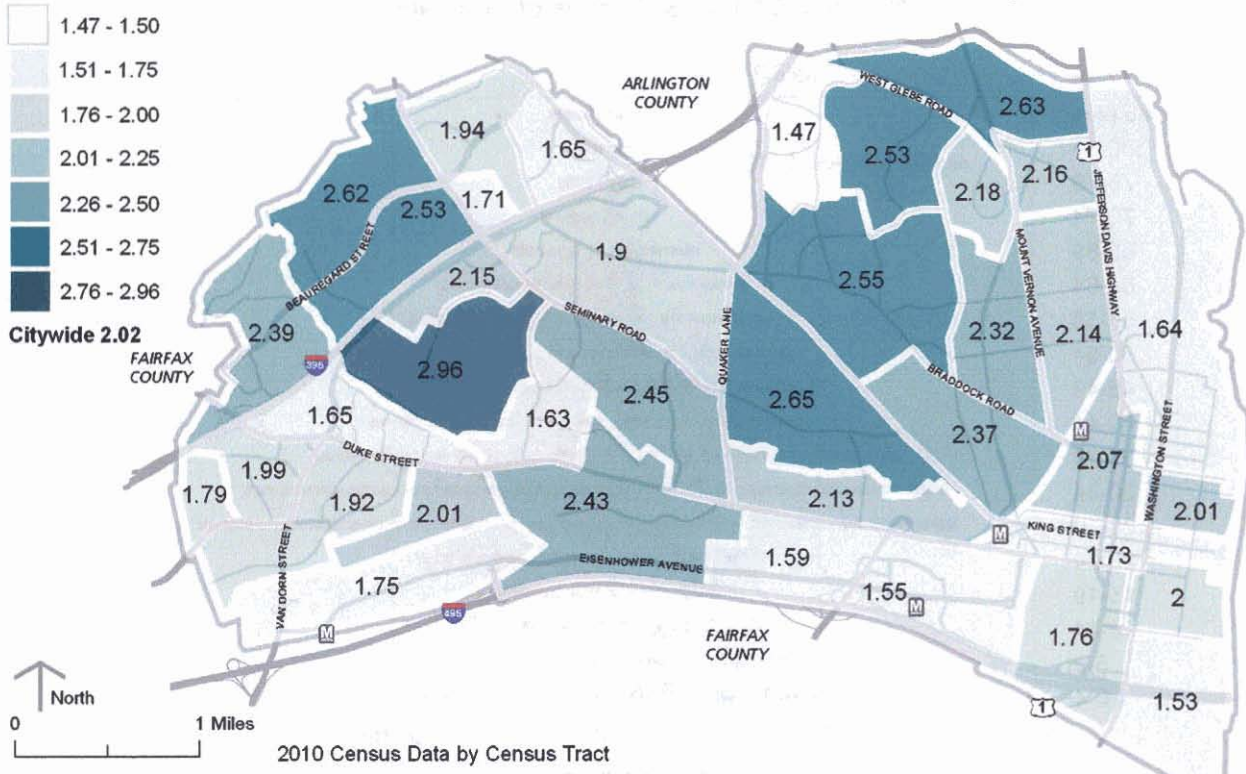 1.47 - 1.50
1.51 - 1.75
1.76 - 2.00
2.01 - 2.25
2.26 - 2.50
2.51 - 2.75
2.76 - 2.96
Citywide 2.02
ARLINGTON
COUNTY
WEST GLEBE ROAD
2.63
1.94
1.65
1.47
2.53
1
2.16
2.18
2.62
2.53
1.71
JEFFERSON DAVIS HIGHWAY
BEAUREGARD STREET
2.15
1.9
2.55
MOUNT VERNON AVENUE
SEMINARY ROAD
2.39
FAIRFAX
COUNTY
395
2.96
2.45
QUAKER LANE
2.32
2.14
1.64
BRADDOCK ROAD
1.65
1.63
2.65
2.37
M
WASHINGTON STREET
DUKE STREET
1.99
1.79
1.92
2.01
2.43
2.13
2.07
2.01
M
KING STREET
EISENHOWER AVENUE
1.59
1.73
VAN DORN STREET
1.75
1.55
2
495
M
M
FAIRFAX
COUNTY
1.76
1.53
1
North
0
1 Miles
2010 Census Data by Census Tract